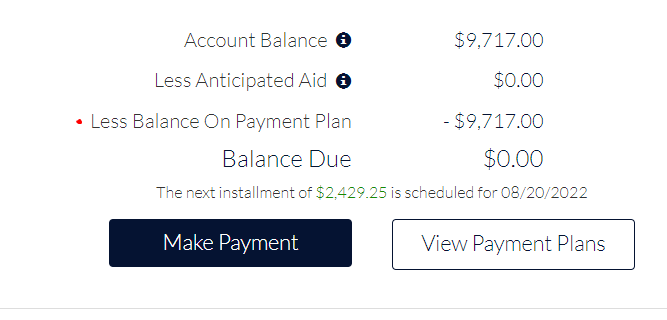 Account Balance $9,717.00
Less Anticipated Aid $0.00
Less Balance On Payment Plan - $9,717.00
Balance Due $0.00
The next installment of $2,429.25 is scheduled for 08/20/2022
Make Payment View Payment Plans